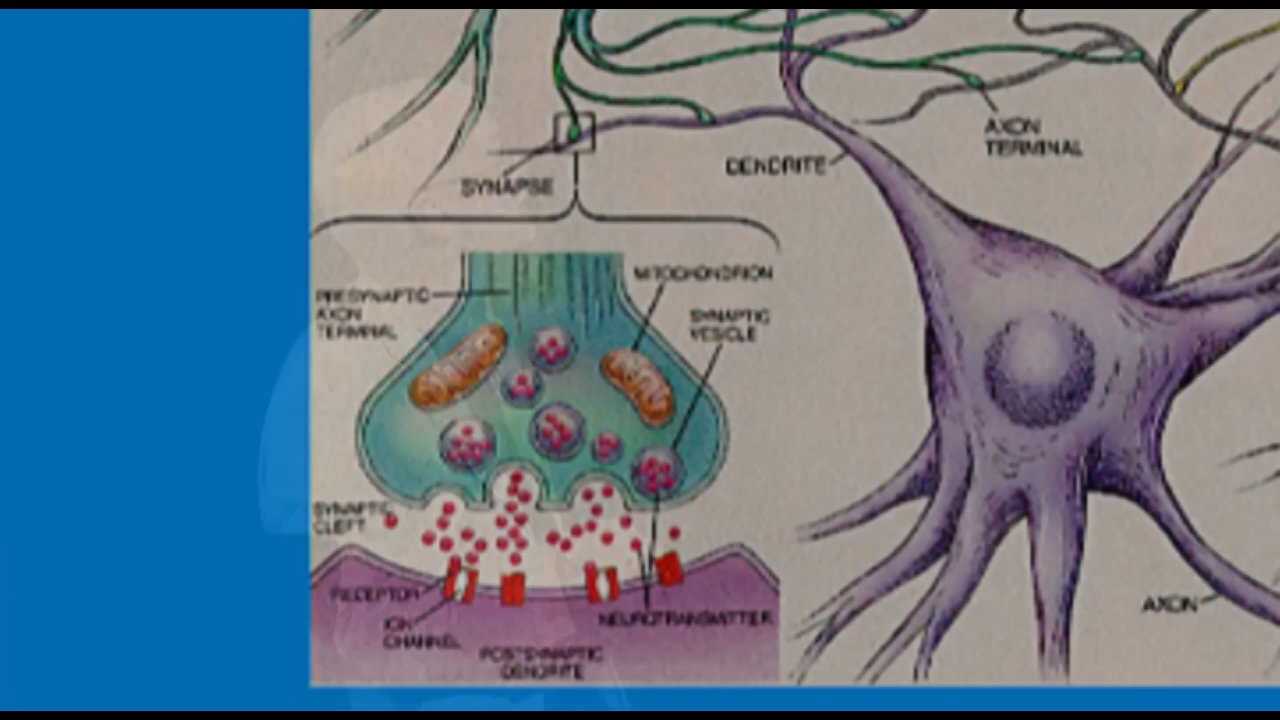 AXON
TERMINAL
DENDRITE
SYNAPSE
MITOCHONDRION
PRESYNAPTIC
AXON
TERMINAL
SYNAPTIC
VESICLE
SYNAPTIC
CLEFT
RECEPTOR
ION
CHANNEL
NEUROTRANSMITTER
POSTSYNAPTIC
DENDRITE
AXON